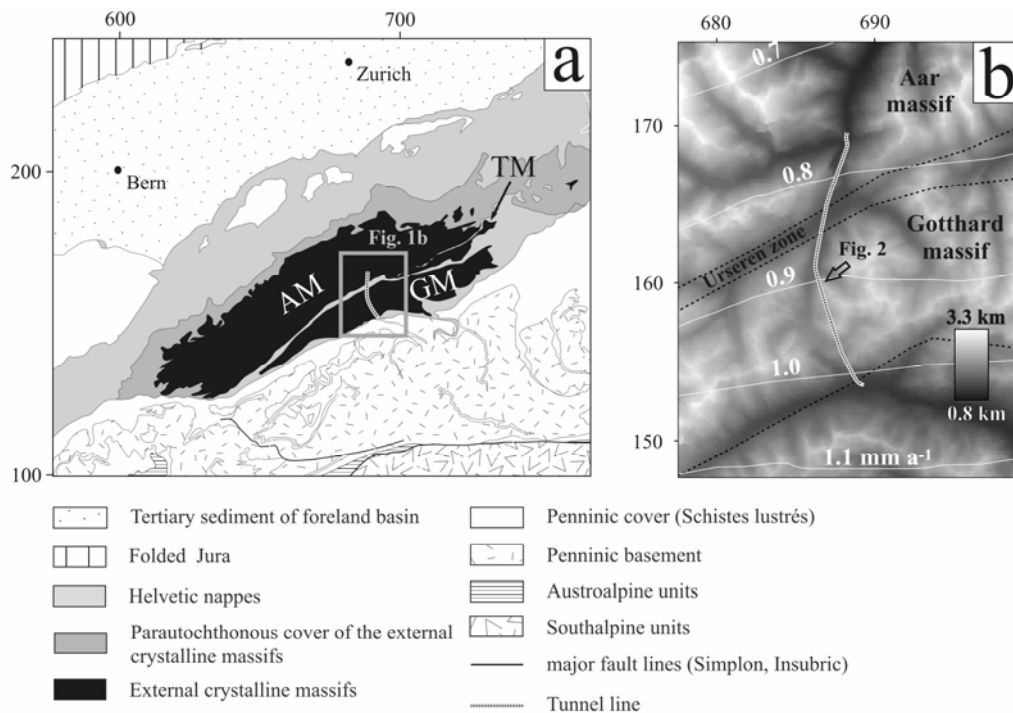 600
700
680
690
a
Zurich
Bern
200
100
TM
Fig. 1b
AM
GM
b
Aar
massif
0.7
170
0.8
Gotthard
massif
Urseren zone
Fig. 2
160
0.9
3.3 km
1.0
0.8 km
150
1.1 mm a⁻¹
Tertiary sediment of foreland basin
Folded Jura
Helvetic nappes
Parautochthonous cover of the external
crystalline massifs
External crystalline massifs
Penninic cover (Schistes lustrés)
Penninic basement
Austroalpine units
Southalpine units
major fault lines (Simplon, Insubric)
Tunnel line